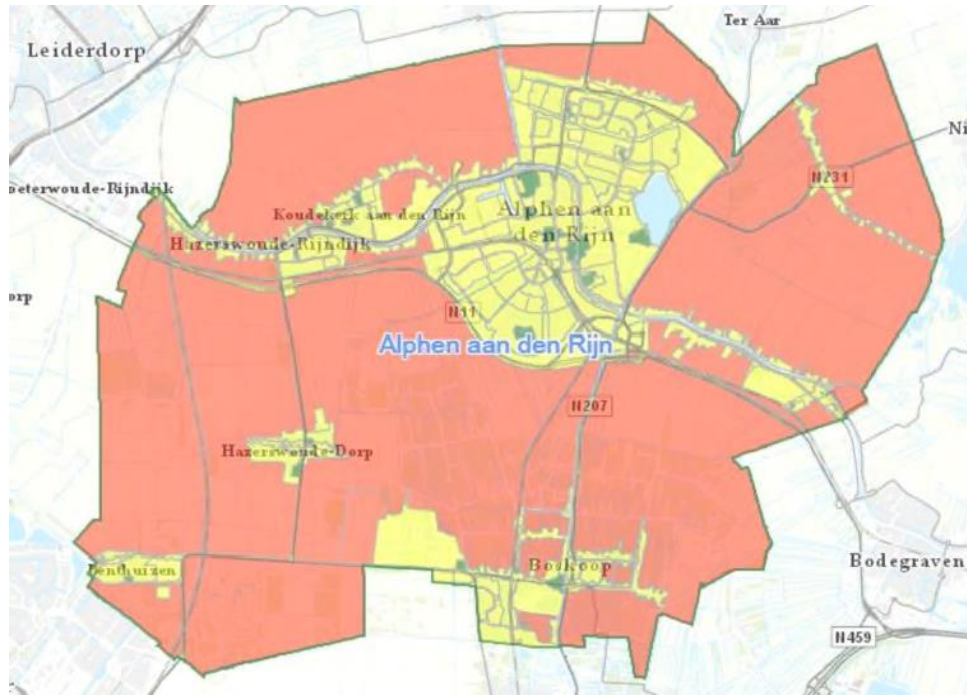 Ter Aar
Leiderdorp
Ni
N231
oeterwoude-Rijndijk
Koudekerk aan den Rijn
Alphen aan
den Rijn
Hazerswoude-Rijndijk
orp
N11
Alphen aan den Rijn
N207
Hazerswoude-Dorp
Benthuizen
Boskoop
Bodegraven
N459